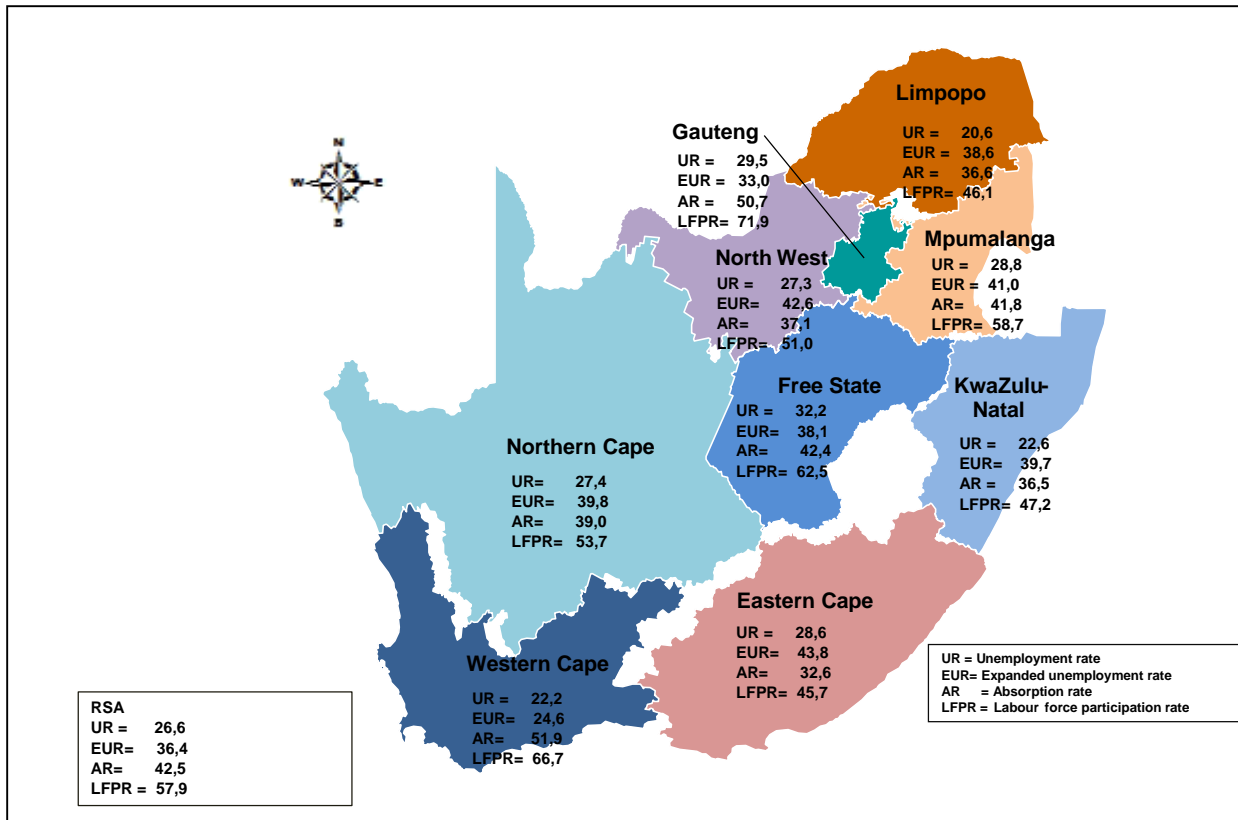 Limpopo
UR = 20,6
EUR = 38,6
AR = 36,6
LFPR = 46,1
Gauteng
UR = 29,5
EUR = 33,0
AR = 50,7
LFPR = 71,9
N
W E
S
Mpumalanga
UR = 28,8
EUR = 41,0
AR = 41,8
LFPR= 58,7
North West
UR = 27,3
EUR= 42,6
AR= 37,1
LFPR= 51,0
Free State
UR = 32,2
EUR= 38,1
AR= 42,4
LFPR= 62,5
KwaZulu-
Natal
UR = 22,6
EUR= 39,7
AR = 36,5
LFPR = 47,2
Northern Cape
UR= 27,4
EUR= 39,8
AR= 39,0
LFPR= 53,7
Eastern Cape
UR = 28,6
EUR= 43,8
AR= 32,6
LFPR= 45,7
Western Cape
UR = 22,2
EUR= 24,6
AR= 51,9
LFPR= 66,7
UR = Unemployment rate
EUR= Expanded unemployment rate
AR = Absorption rate
LFPR = Labour force participation rate
RSA
UR = 26,6
EUR= 36,4
AR= 42,5
LFPR = 57,9